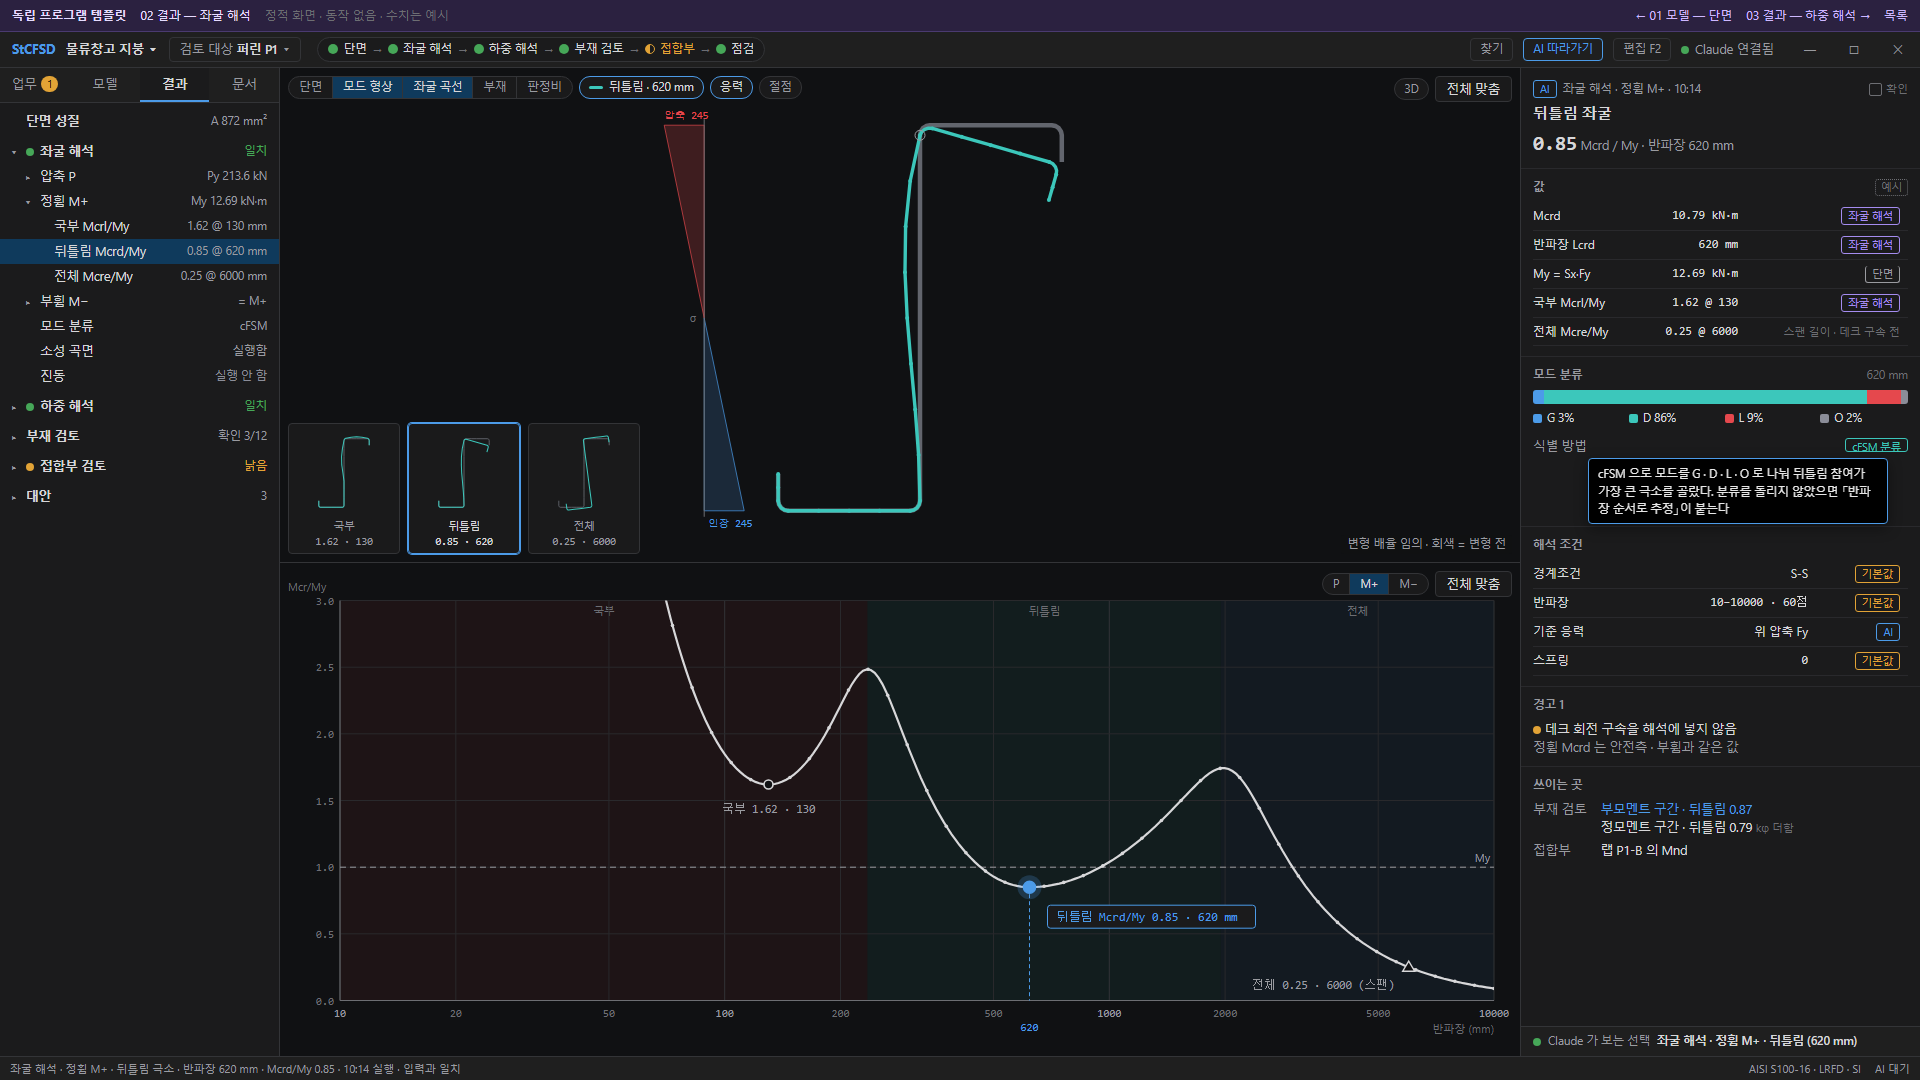 독립 프로그램 템플릿 02 결과 — 좌굴 해석 정적 화면 · 동작 없음 · 수치는 예시 ← 01 모델 — 단면 03 결과 — 하중 해석 → 목록
StCFSD 물류창고 지붕 ▾ 검토 대상 퍼린 P1 ▾ 단면 → 좌굴 해석 → 하중 해석 → 부재 검토 → 접합부 → 점검 찾기 AI 따라가기 편집 F2 Claude 연결됨
업무 1 모델 결과 문서
단면 성질 A 872 mm²
좌굴 해석 일치
압축 P Py 213.6 kN
정휨 M+ My 12.69 kN·m
국부 Mcrl/My 1.62 @ 130 mm
뒤틀림 Mcrd/My 0.85 @ 620 mm
전체 Mcre/My 0.25 @ 6000 mm
부휨 M− = M+
모드 분류 cFSM
소성 곡면 실행함
진동 실행 안 함
하중 해석 일치
부재 검토 확인 3/12
접합부 검토 낡음
대안 3
단면 모드 형상 좌굴 곡선 부재 판정비 뒤틀림 · 620 mm 응력 절점 3D 전체 맞춤
압축 245
σ
인장 245
국부
1.62 · 130
뒤틀림
0.85 · 620
전체
0.25 · 6000
변형 배율 임의 · 회색 = 변형 전
Mcr/My P M+ M− 전체 맞춤
국부 뒤틀림 전체
3.0
2.5
2.0
1.5
1.0
0.5
0.0
국부 1.62 · 130
My
뒤틀림 Mcrd/My 0.85 · 620 mm
전체 0.25 · 6000 (스팬)
10 20 50 100 200 500 1000 2000 5000 10000
620
반파장 (mm)
AI 좌굴 해석 · 정휨 M+ · 10:14 확인
뒤틀림 좌굴
0.85 Mcrd / My · 반파장 620 mm
값 예시
Mcrd 10.79 kN·m 좌굴 해석
반파장 Lcrd 620 mm 좌굴 해석
My = Sx·Fy 12.69 kN·m 단면
국부 Mcrl/My 1.62 @ 130 좌굴 해석
전체 Mcre/My 0.25 @ 6000 스팬 길이 · 데크 구속 전
모드 분류 620 mm
G 3% D 86% L 9% O 2%
식별 방법 cFSM 분류
cFSM 으로 모드를 G · D · L · O 로 나눠 뒤틀림 참여가
가장 큰 극소를 골랐다. 분류를 돌리지 않았으면 「반파
장 순서로 추정」이 붙는다
해석 조건
경계조건 S-S 기본값
반파장 10–10000 · 60점 기본값
기준 응력 위 압축 Fy AI
스프링 0 기본값
경고 1
데크 회전 구속을 해석에 넣지 않음
정휨 Mcrd 는 안전측 · 부휨과 같은 값
쓰이는 곳
부재 검토 부모멘트 구간 · 뒤틀림 0.87
정모멘트 구간 · 뒤틀림 0.79 kφ 더함
접합부 랩 P1-B 의 Mnd
Claude 가 보는 선택 좌굴 해석 · 정휨 M+ · 뒤틀림 (620 mm)
좌굴 해석 · 정휨 M+ · 뒤틀림 극소 · 반파장 620 mm · Mcrd/My 0.85 · 10:14 실행 · 입력과 일치 AISI S100-16 · LRFD · SI AI 대기